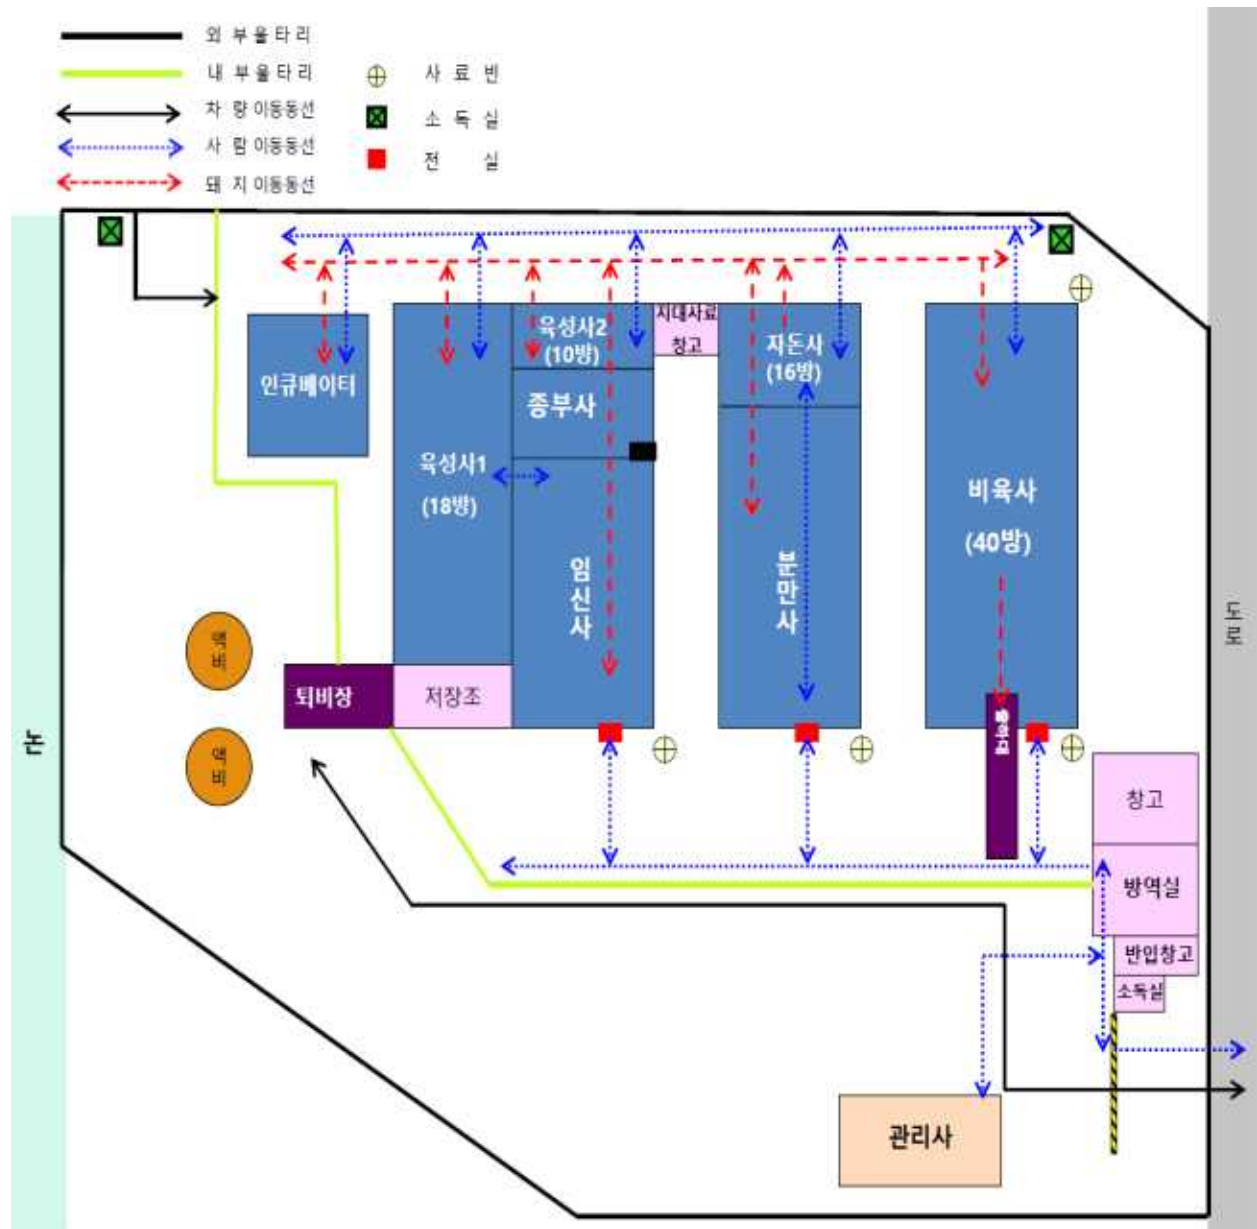 외 부 울 타 리
내 부 울 타 리
사 료 빈
차 량 이동동선
소 독 실
사 람 이동동선
전 실
돼 지 이동동선
지대사료
창고
육성사2
(10방)
자돈사
(16방)
인큐베이터
종부사
육성사1
(18방)
비육사
(40방)
임신사
분만사
도로
액비
퇴비장
저장조
출하대
논
액비
창고
방역실
반입창고
소독실
관리사